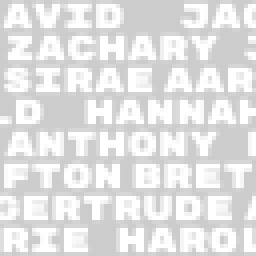 AVID JAC
ZACHARY J
SIRAE AAR
LD HANNAH
ANTHONY
FTON BRET
GERTRUDE A
RIE HAROL